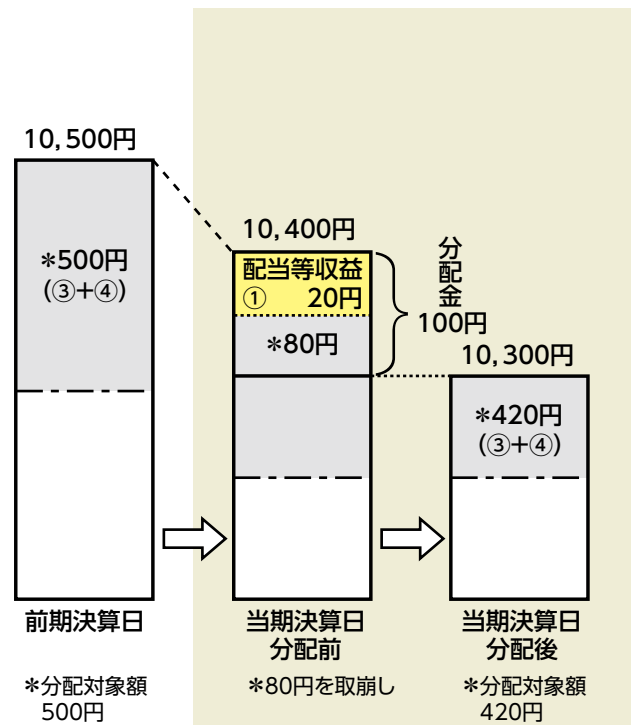 10,500円
*500円
(③+④)
前期決算日
*分配対象額
500円
10,400円
配当等収益
① 20円
*80円
分配金
100円
当期決算日
分配前
*80円を取崩し
10,300円
*420円
(③+④)
当期決算日
分配後
*分配対象額
420円